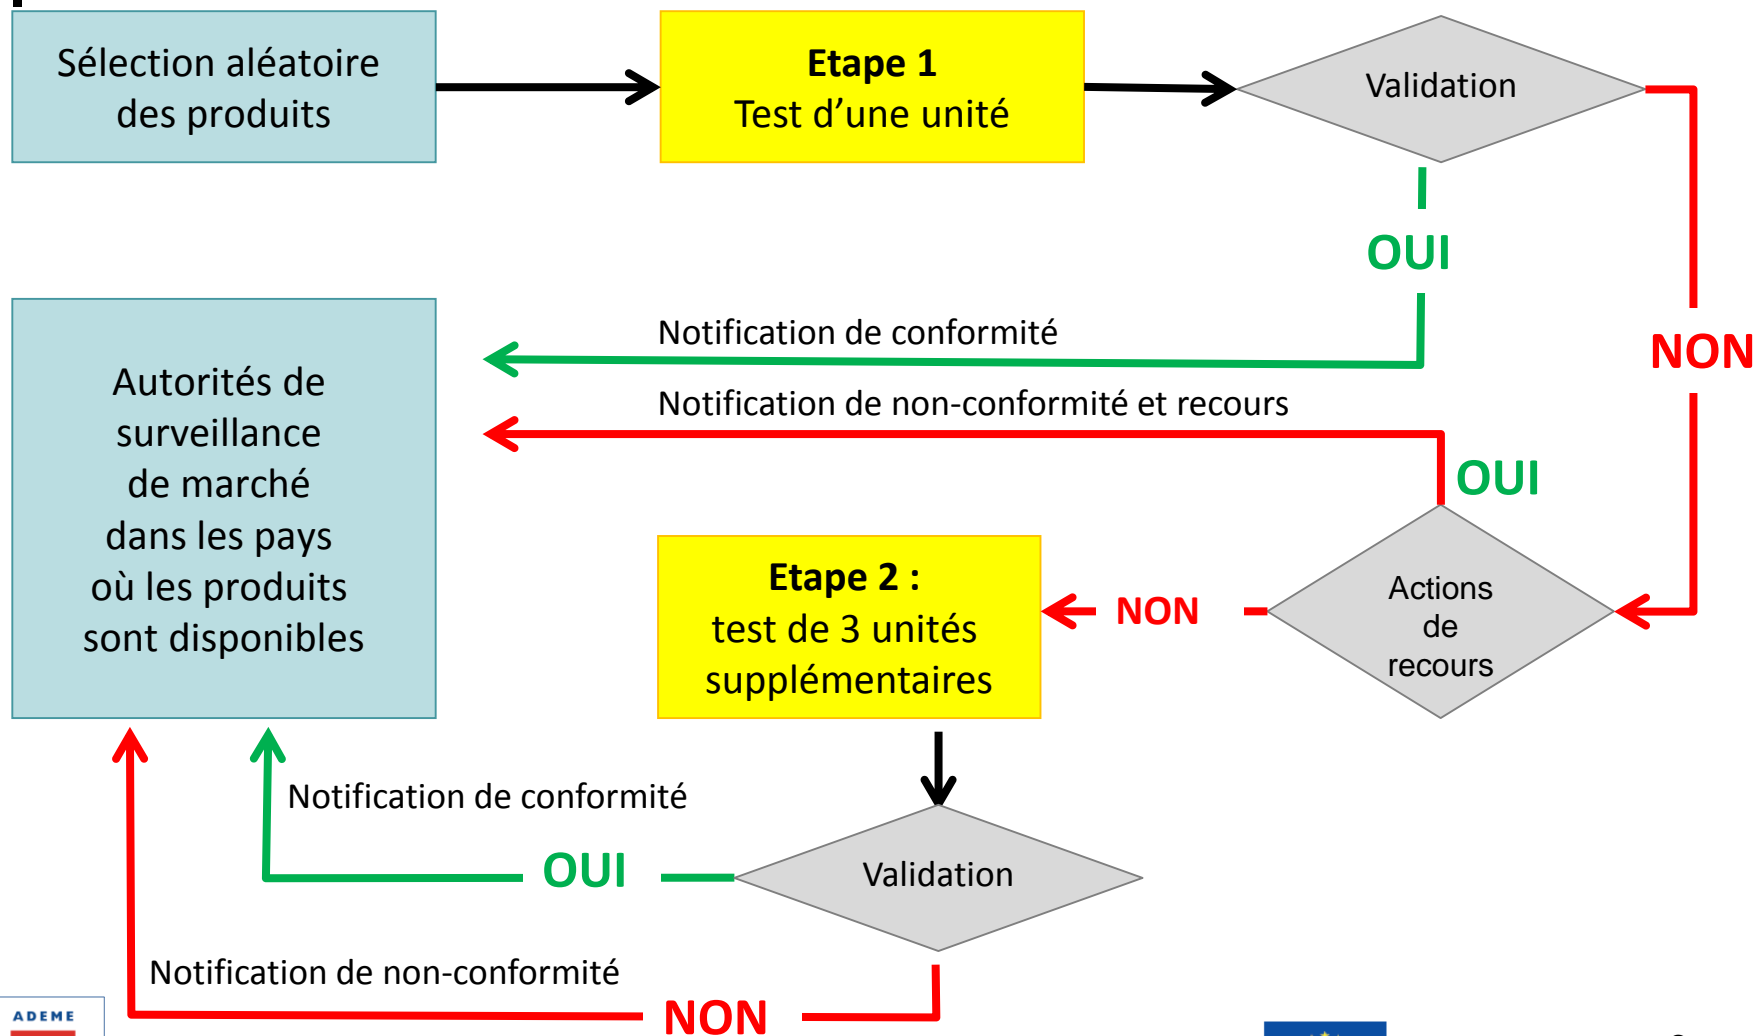 Sélection aléatoire
des produits
Etape 1
Test d’une unité
Validation
OUI
NON
Notification de conformité
Notification de non-conformité et recours
OUI
Autorités de
surveillance
de marché
dans les pays
où les produits
sont disponibles
Etape 2 :
test de 3 unités
supplémentaires
NON
Actions
de
recours
Notification de conformité
OUI
Validation
Notification de non-conformité
NON
ADEME